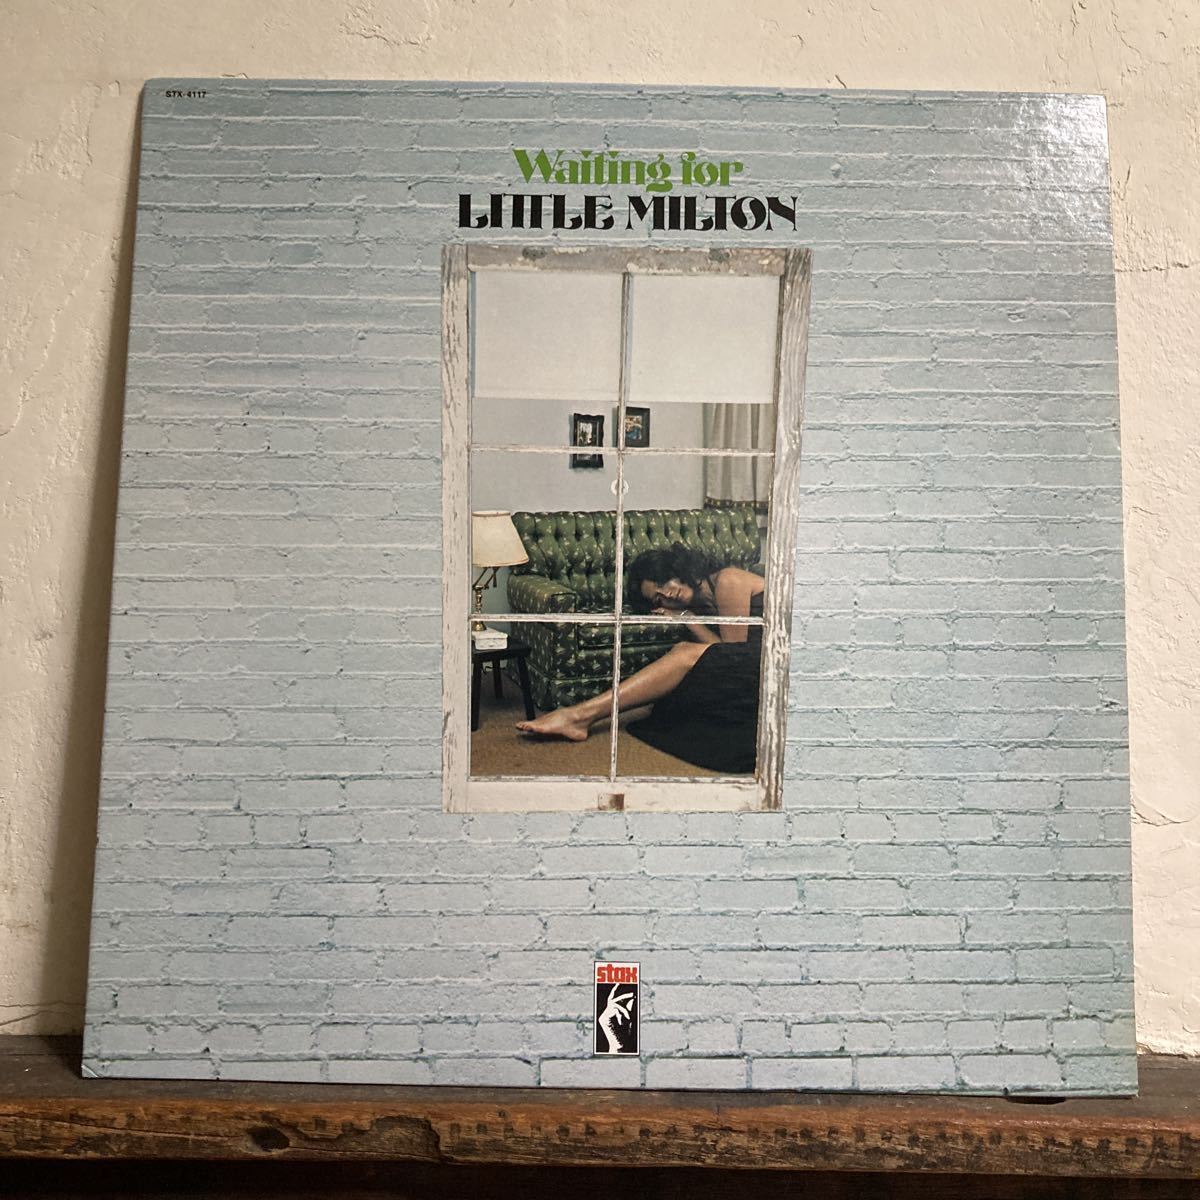 STX-4117
Waiting for
LITTLE MILTON
stax